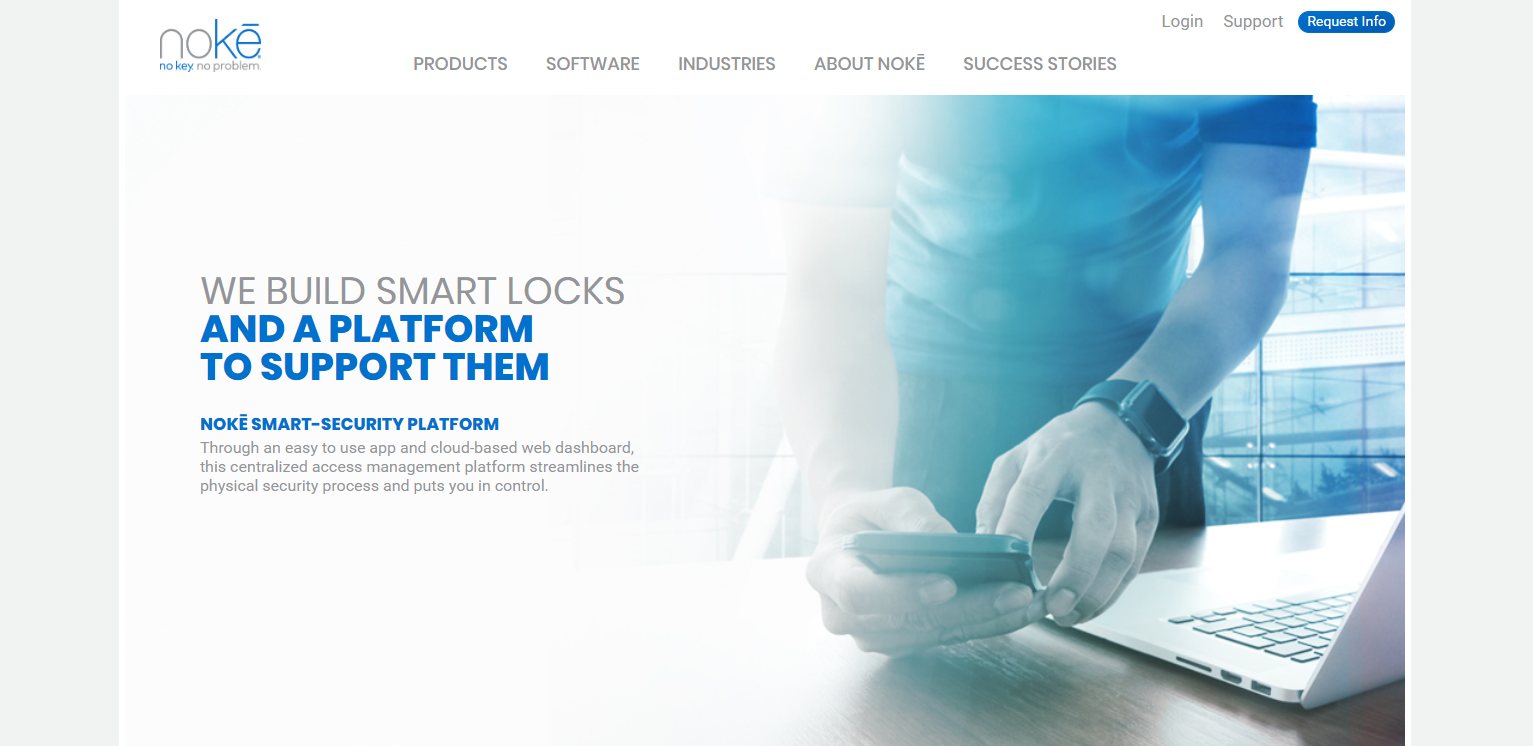 Login Support Request Info
nokē
no key. no problem.
PRODUCTS SOFTWARE INDUSTRIES ABOUT NOKĒ SUCCESS STORIES
WE BUILD SMART LOCKS
AND A PLATFORM
TO SUPPORT THEM
NOKĒ SMART-SECURITY PLATFORM
Through an easy to use app and cloud-based web dashboard,
this centralized access management platform streamlines the
physical security process and puts you in control.